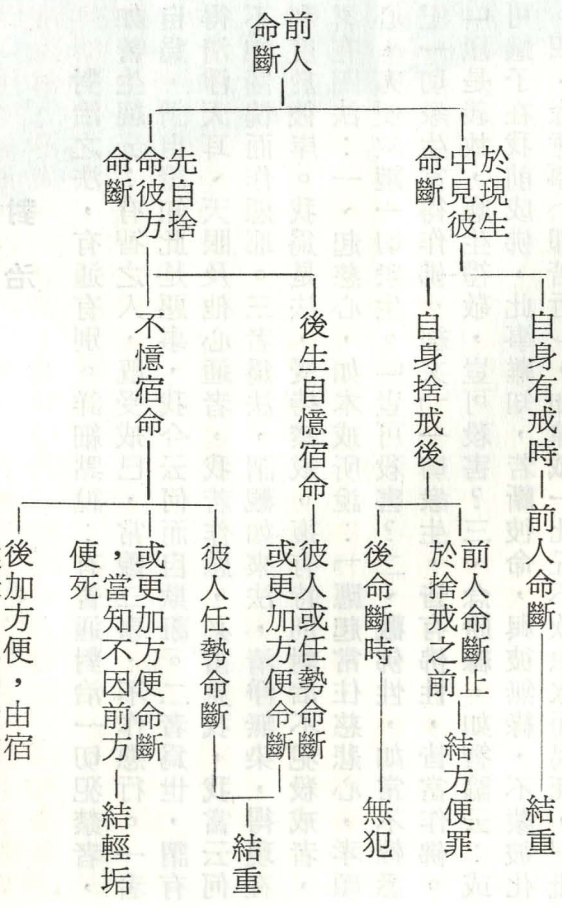 前人
命斷
於現生
中見彼
命斷
自身有戒時
前人命斷
結重
自身捨戒後
前人命斷止
於捨戒之前
結方便罪
後命斷時
無犯
先自捨
命彼方
命斷
後生自憶宿命
彼人或任勢命斷
或更加方便命斷
不憶宿命
彼人任勢命斷
結重
或更加方便命斷
，當知不因前方
便死
結輕垢
後加方便，由宿